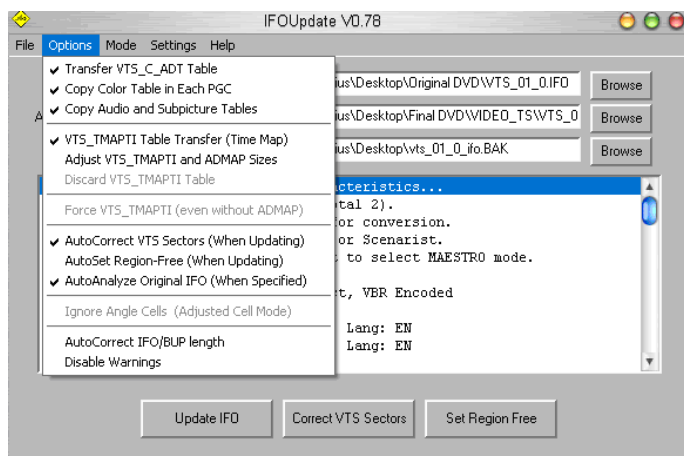 IFOUpdate V0.78
File Options Mode Settings Help
Transfer VTS_C_ADT Table
Copy Color Table in Each PGC
Copy Audio and Subpicture Tables
VTS_TMAPTI Table Transfer (Time Map)
Adjust VTS_TMAPTI and ADMAP Sizes
Discard VTS_TMAPTI Table
Force VTS_TMAPTI (even without ADMAP)
AutoCorrect VTS Sectors (When Updating)
AutoSet Region-Free (When Updating)
AutoAnalyze Original IFO (When Specified)
Ignore Angle Cells (Adjusted Cell Mode)
AutoCorrect IFO/BUP length
Disable Warnings
A
ius\Desktop\Original DVD\VTS_01_0.IFO Browse
ius\Desktop\Final DVD\VIDEO_TS\VTS_0 Browse
ius\Desktop\vts_01_0_ifo.BAK Browse
cteristics...
tal 2).
or conversion.
or Scenarist.
to select MAESTRO mode.
t, VBR Encoded
Lang: EN
Lang: EN
Update IFO Correct VTS Sectors Set Region Free